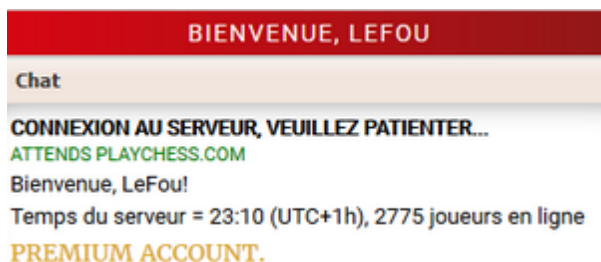 BIENVENUE, LEFOU
Chat
CONNEXION AU SERVEUR, VEUILLEZ PATIENTER...
ATTENDS PLAYCHESS.COM
Bienvenue, LeFou!
Temps du serveur = 23:10 (UTC+1h), 2775 joueurs en ligne
PREMIUM ACCOUNT.